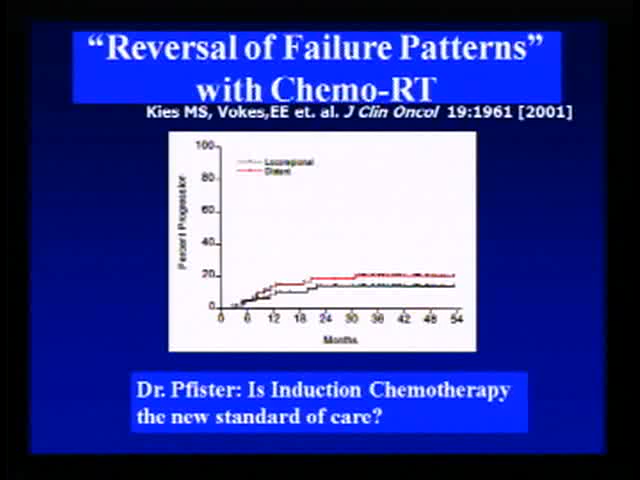 “Reversal of Failure Patterns”
with Chemo-RT
Kies MS, Vokes,EE et. al. J Clin Oncol 19:1961 [2001]
100
80
60
40
20
0
Percent Progression
Locoregional
Distant
0 6 12 18 24 30 36 42 48 54
Months
Dr. Pfister: Is Induction Chemotherapy
the new standard of care?